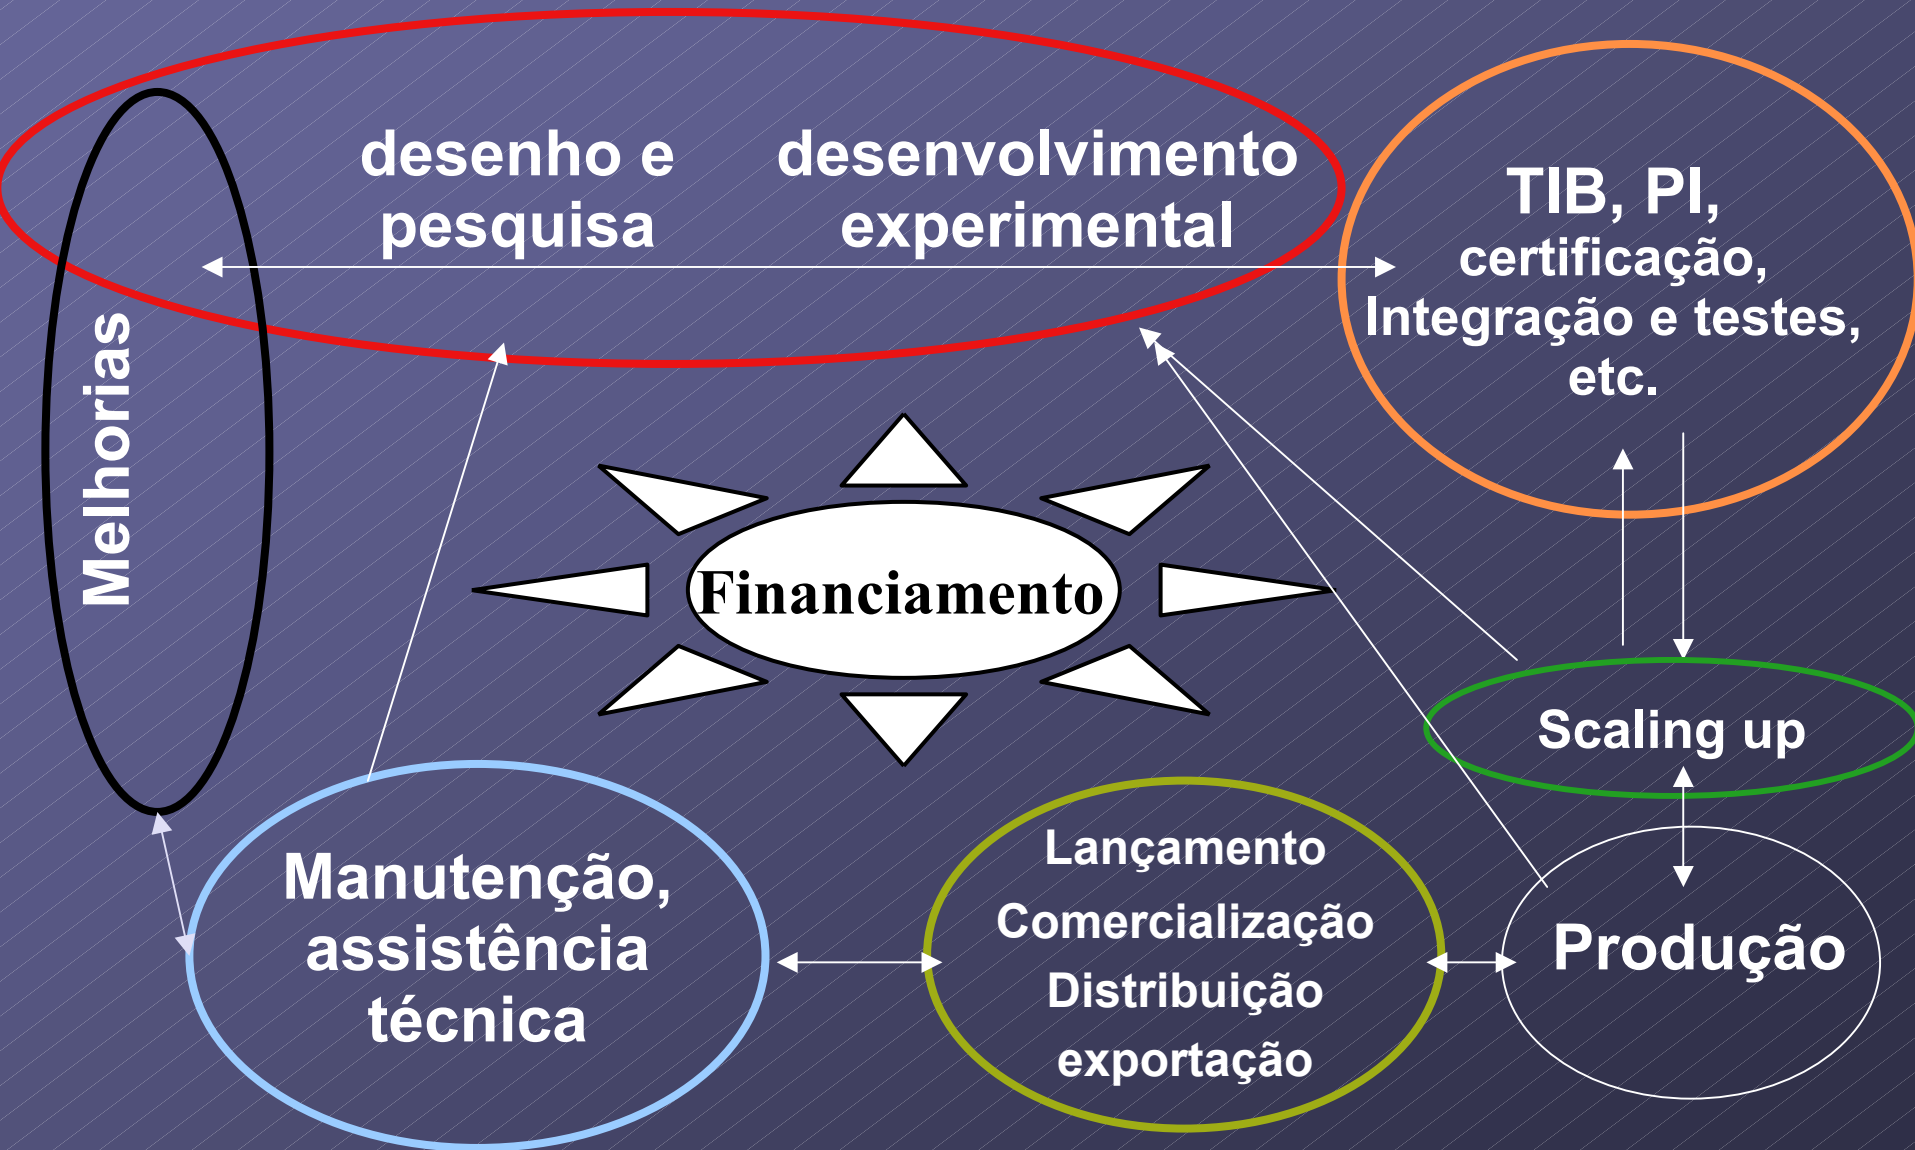 desenho e
pesquisa
desenvolvimento
experimental
TIB, PI,
certificação,
Integração e testes,
etc.
Melhorias
Financiamento
Scaling up
Manutenção,
assistência
técnica
Lançamento
Comercialização
Distribuição
exportação
Produção